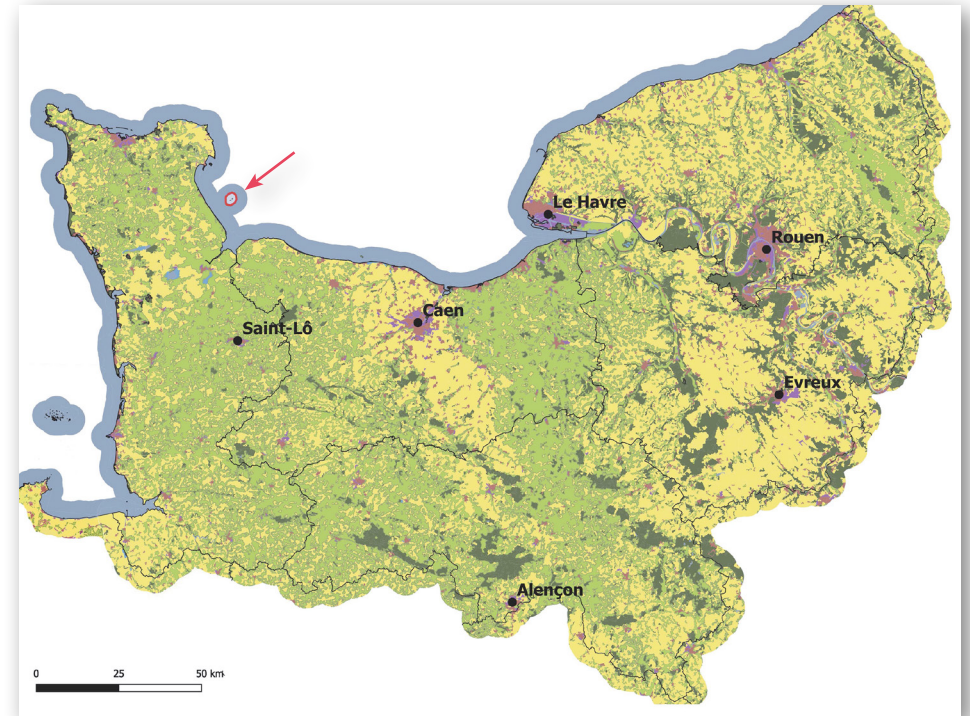 Le Havre
Rouen
Caen
Saint-Lô
Evreux
Alençon
0 25 50 km